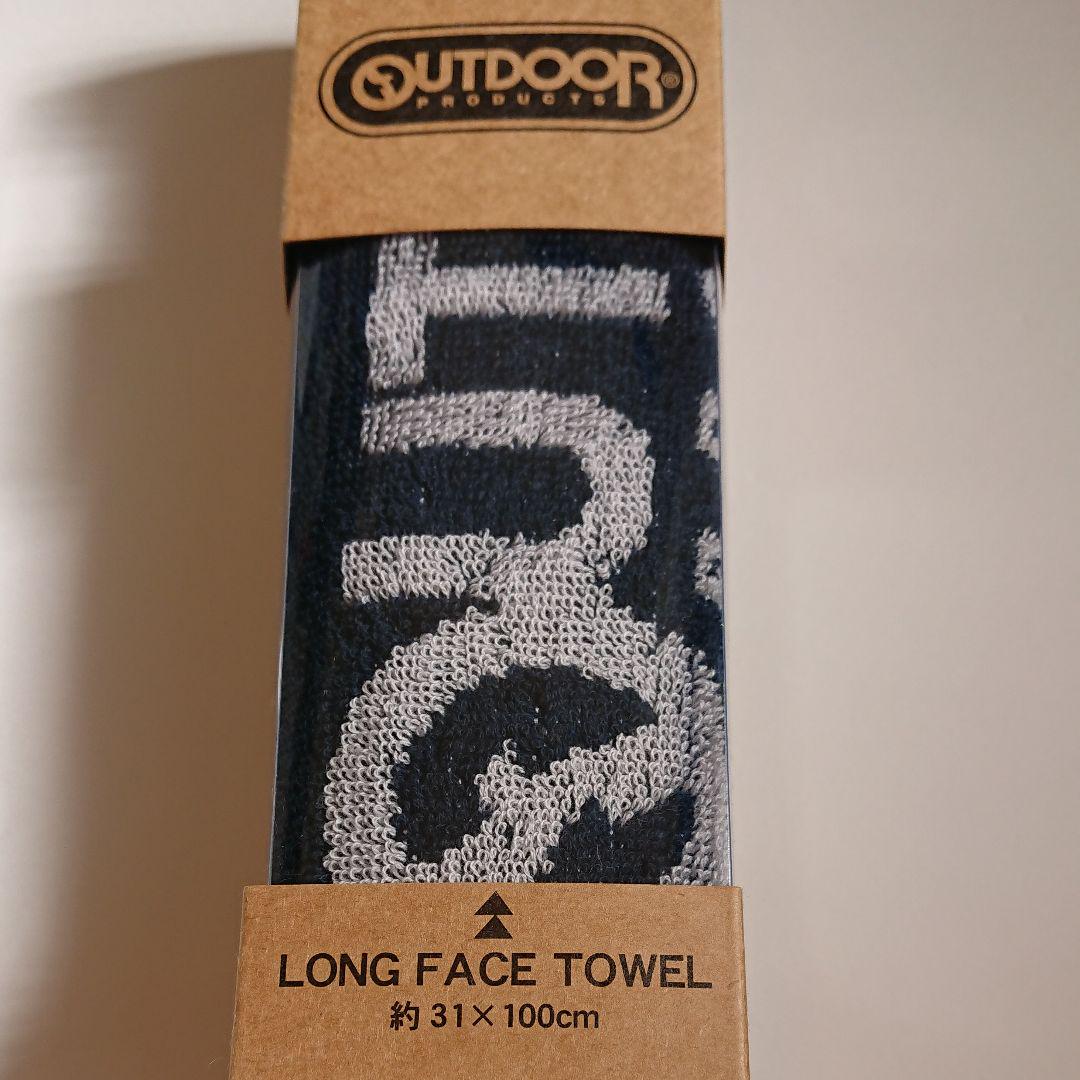 OUTDOOR®
PRODUCTS
LONG FACE TOWEL
約 31×100cm